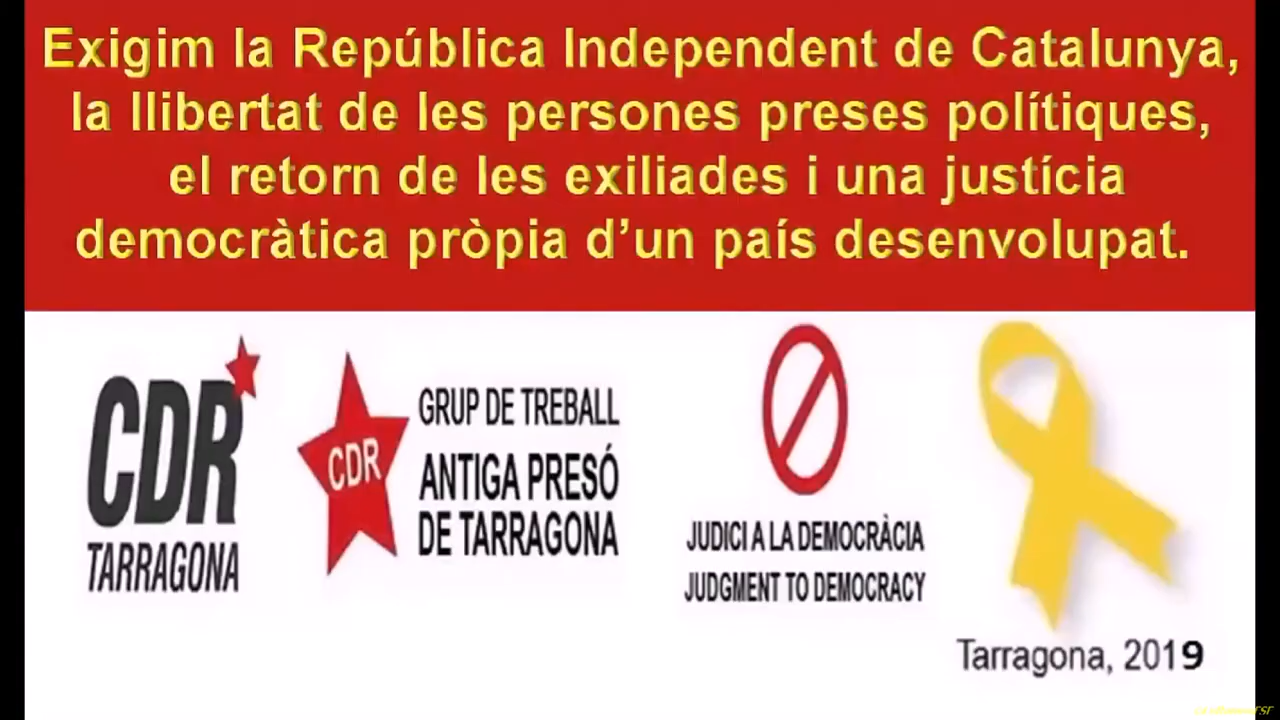 Exigim la República Independent de Catalunya,
la llibertat de les persones preses polítiques,
el retorn de les exiliades i una justícia
democràtica pròpia d’un país desenvolupat.
CDR
TARRAGONA
CDR
GRUP DE TREBALL
ANTIGA PRESÓ
DE TARRAGONA
JUDICI A LA DEMOCRÀCIA
JUDGMENT TO DEMOCRACY
Tarragona, 2019